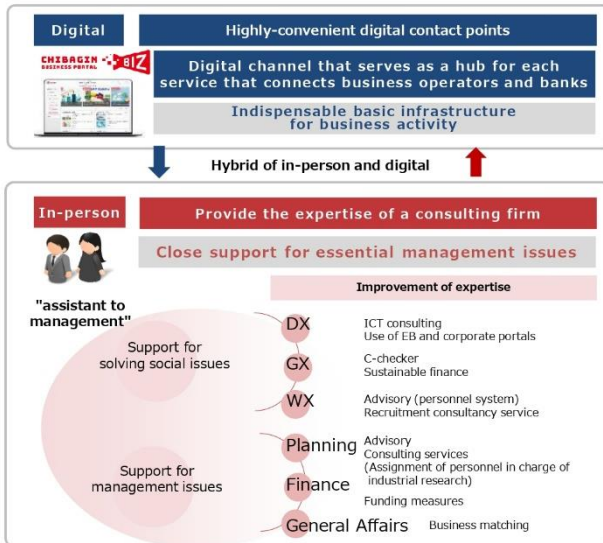 Digital
Highly-convenient digital contact points
CHIBAGIN
BUSINESS PORTAL
BIZ
Digital channel that serves as a hub for each
service that connects business operators and banks
Indispensable basic infrastructure
for business activity
Hybrid of in-person and digital
In-person
Provide the expertise of a consulting firm
Close support for essential management issues
"assistant to
management"
Improvement of expertise
Support for
solving social issues
DX
ICT consulting
Use of EB and corporate portals
GX
C-checker
Sustainable finance
WX
Advisory (personnel system)
Recruitment consultancy service
Support for
management issues
Planning
Advisory
Consulting services
(Assignment of personnel in charge of
industrial research)
Finance
Funding measures
General Affairs
Business matching